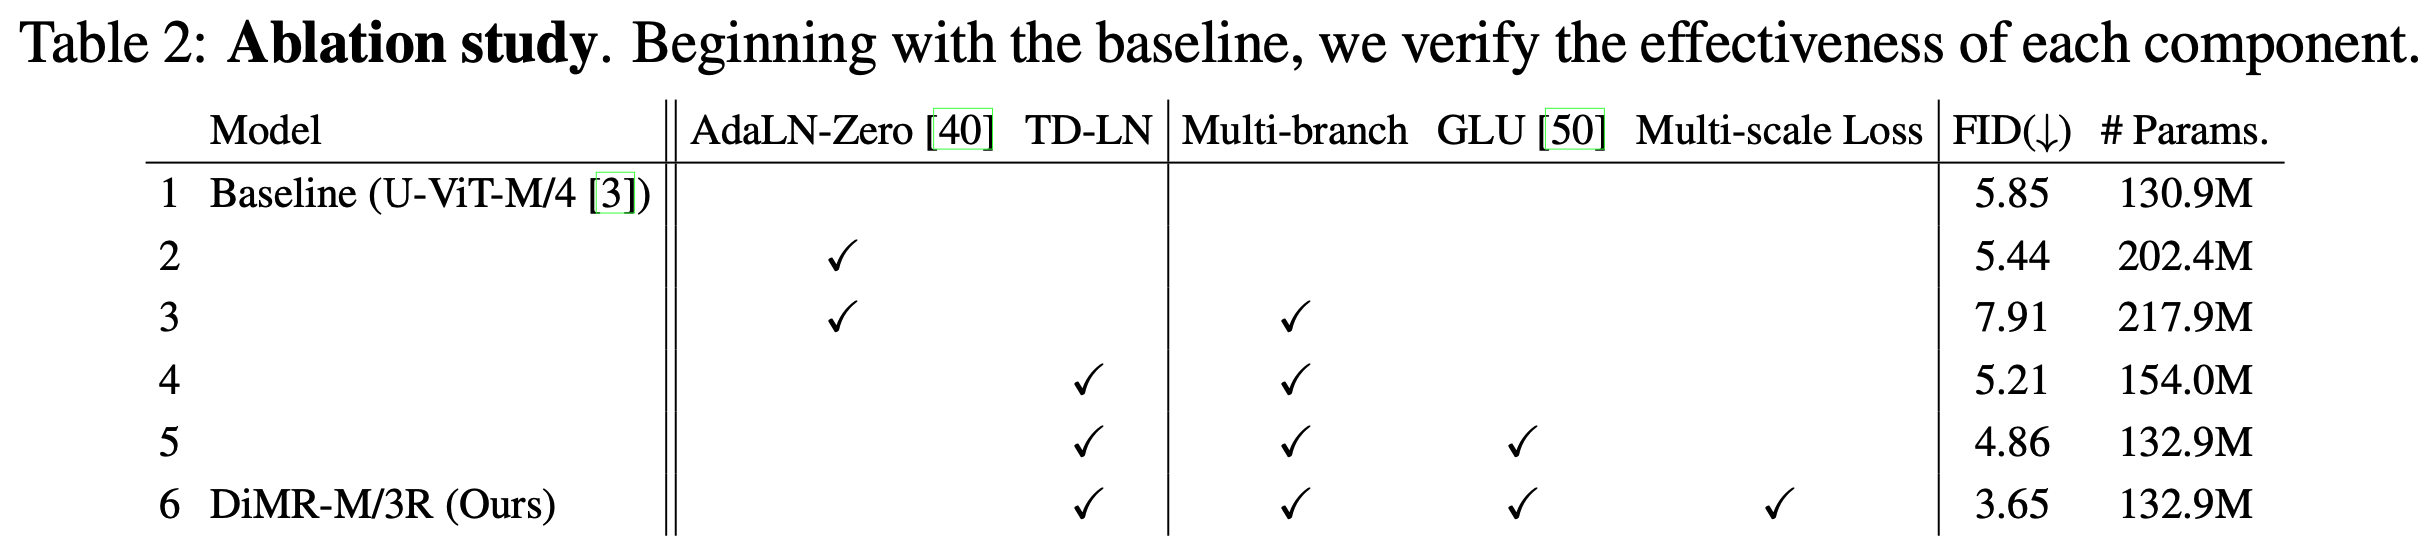 Table 2: Ablation study. Beginning with the baseline, we verify the effectiveness of each component.
Model AdaLN-Zero [40] TD-LN Multi-branch GLU [50] Multi-scale Loss FID(↓) # Params.
1 Baseline (U-ViT-M/4 [3]) 5.85 130.9M
2 ✓ 5.44 202.4M
3 ✓ ✓ 7.91 217.9M
4 ✓ ✓ 5.21 154.0M
5 ✓ ✓ ✓ 4.86 132.9M
6 DiMR-M/3R (Ours) ✓ ✓ ✓ ✓ 3.65 132.9M